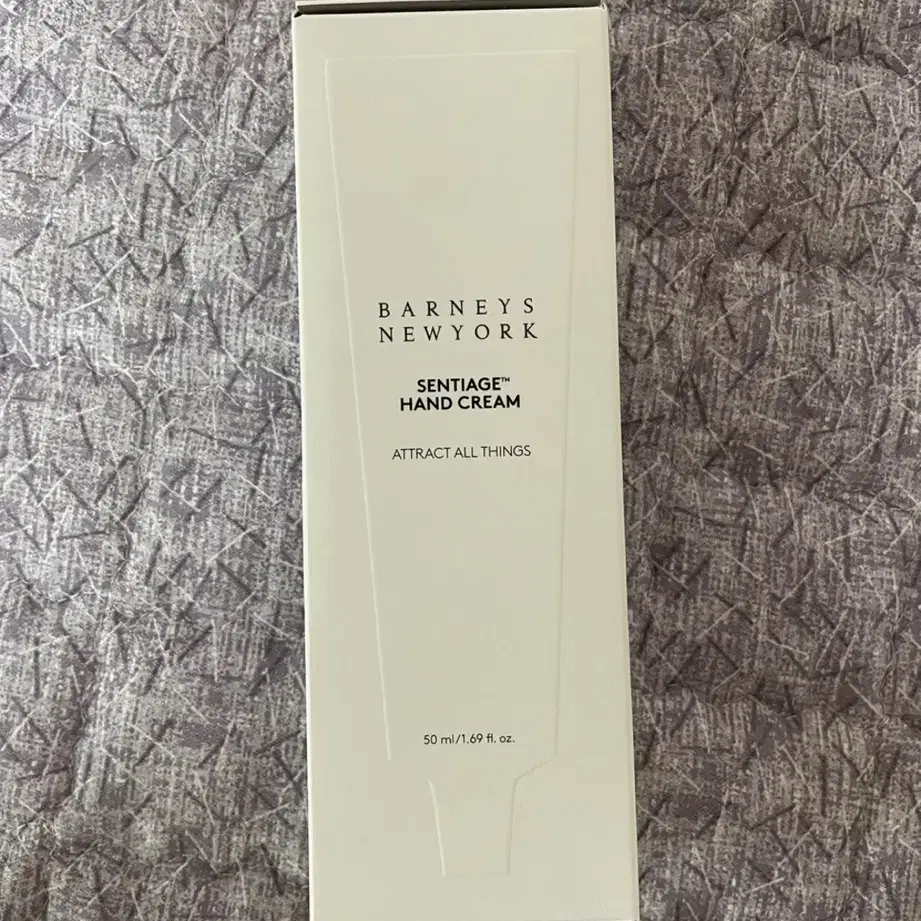 BARNEYS
NEWYORK
SENTIAGE™
HAND CREAM
ATTRACT ALL THINGS
50 ml/1.69 fl. oz.